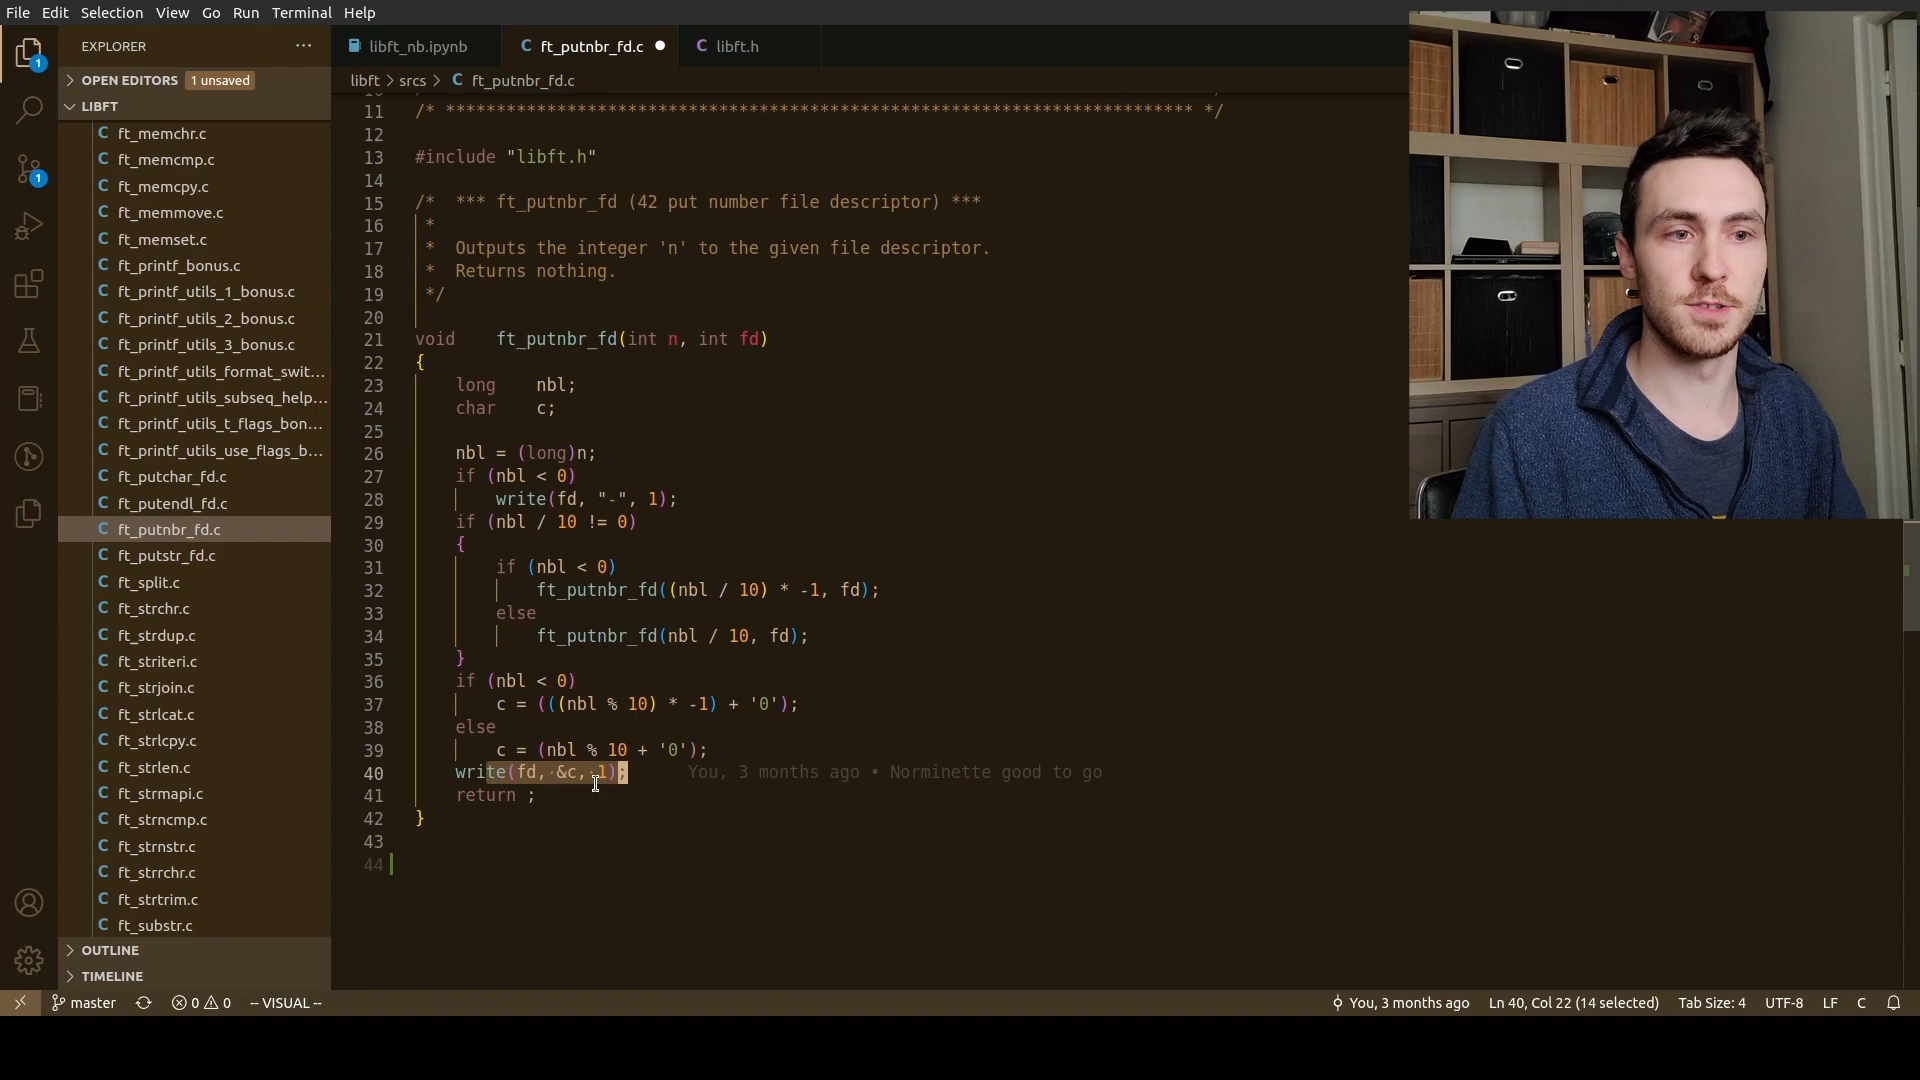 File Edit Selection View Go Run Terminal Help
EXPLORER ···
1
OPEN EDITORS 1 unsaved
LIBFT
ft_memchr.c
ft_memcmp.c
ft_memcpy.c
ft_memmove.c
ft_memset.c
ft_printf_bonus.c
ft_printf_utils_1_bonus.c
ft_printf_utils_2_bonus.c
ft_printf_utils_3_bonus.c
ft_printf_utils_format_swit...
ft_printf_utils_subseq_help...
ft_printf_utils_t_flags_bon...
ft_printf_utils_use_flags_b...
ft_putchar_fd.c
ft_putendl_fd.c
ft_putnbr_fd.c
ft_putstr_fd.c
ft_split.c
ft_strchr.c
ft_strdup.c
ft_striteri.c
ft_strjoin.c
ft_strlcat.c
ft_strlcpy.c
ft_strlen.c
ft_strmapi.c
ft_strncmp.c
ft_strnstr.c
ft_strrchr.c
ft_strtrim.c
ft_substr.c
OUTLINE
TIMELINE
1
libft_nb.ipynb C ft_putnbr_fd.c ● C libft.h
libft > srcs > C ft_putnbr_fd.c
11 /* ************************************************************************** */
12
13 #include "libft.h"
14
15 /* *** ft_putnbr_fd (42 put number file descriptor) ***
16 *
17 * Outputs the integer 'n' to the given file descriptor.
18 * Returns nothing.
19 */
20
21 void ft_putnbr_fd(int n, int fd)
22 {
23 long nbl;
24 char c;
25
26 nbl = (long)n;
27 if (nbl < 0)
28 write(fd, "-", 1);
29 if (nbl / 10 != 0)
30 {
31 if (nbl < 0)
32 ft_putnbr_fd((nbl / 10) * -1, fd);
33 else
34 ft_putnbr_fd(nbl / 10, fd);
35 }
36 if (nbl < 0)
37 c = (((nbl % 10) * -1) + '0');
38 else
39 c = (nbl % 10 + '0');
40 write(fd, &c, 1); You, 3 months ago • Norminette good to go
41 return ;
42 }
43
44
master 0 0 -- VISUAL -- You, 3 months ago Ln 40, Col 22 (14 selected) Tab Size: 4 UTF-8 LF C